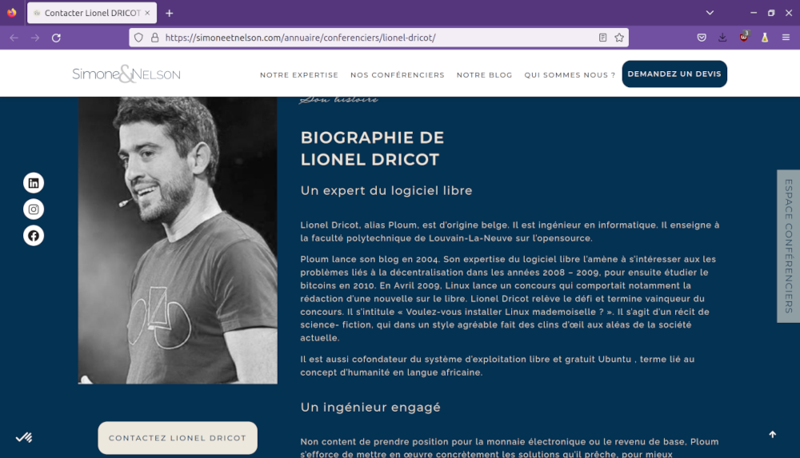 Contacter Lionel DRICOT
https://simoneetnelson.com/annuaire/conferenciers/lionel-dricot/
3
Simone&Nelson
NOTRE EXPERTISE
NOS CONFÉRENCIERS
NOTRE BLOG
QUI SOMMES NOUS ?
DEMANDEZ UN DEVIS
Son histoire
BIOGRAPHIE DE
LIONEL DRICOT
Un expert du logiciel libre
Lionel Dricot, alias Ploum, est d'origine belge. Il est ingénieur en informatique. Il enseigne à
la faculté polytechnique de Louvain-La-Neuve sur l'opensource.
Ploum lance son blog en 2004. Son expertise du logiciel libre l'amène à s'intéresser aux les
problèmes liés à la décentralisation dans les années 2008 – 2009, pour ensuite étudier le
bitcoins en 2010. En Avril 2009, Linux lance un concours qui comportait notamment la
rédaction d'une nouvelle sur le libre. Lionel Dricot relève le défi et termine vainqueur du
concours. Il s'intitule « Voulez-vous installer Linux mademoiselle ? ». Il s'agit d'un récit de
science- fiction, qui dans un style agréable fait des clins d'œil aux aléas de la société
actuelle.
Il est aussi cofondateur du système d'exploitation libre et gratuit Ubuntu , terme lié au
concept d'humanité en langue africaine.
Un ingénieur engagé
Non content de prendre position pour la monnaie électronique ou le revenu de base, Ploum
s'efforce de mettre en œuvre concrètement les solutions qu'il prêche, pour mieux
CONTACTEZ LIONEL DRICOT
ESPACE CONFÉRENCIERS